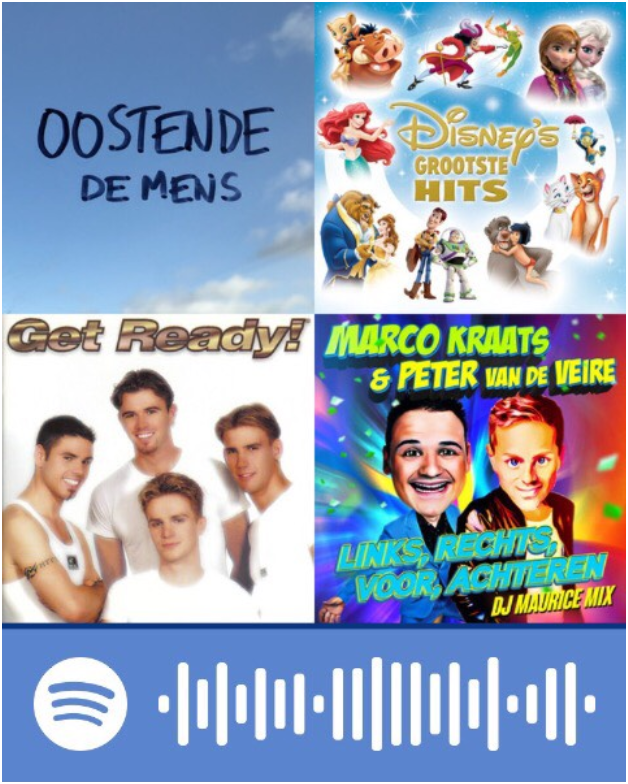 OOSTENDE
DE MENS
DISNEY'S
GROOTSTE
HITS
Get Ready!
MARCO KRAATS
& PETER VAN DE VEIRE
LINKS, RECHTS,
VOOR, ACHTEREN
DJ MAURICE MIX